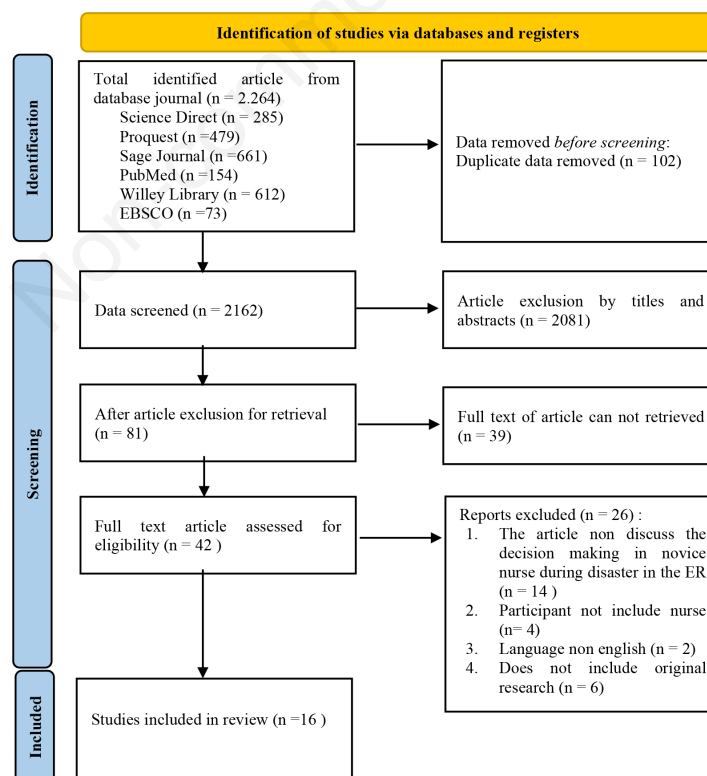 Identification of studies via databases and registers
Identification
Total identified article from
database journal (n = 2.264)
Science Direct (n = 285)
Proquest (n =479)
Sage Journal (n =661)
PubMed (n =154)
Willey Library (n = 612)
EBSCO (n =73)
Data removed before screening:
Duplicate data removed (n = 102)
Screening
Data screened (n = 2162)
Article exclusion by titles and
abstracts (n = 2081)
After article exclusion for retrieval
(n = 81)
Full text of article can not retrieved
(n = 39)
Full text article assessed for
eligibility (n = 42 )
Reports excluded (n = 26) :
1. The article non discuss the
decision making in novice
nurse during disaster in the ER
(n = 14 )
2. Participant not include nurse
(n= 4)
3. Language non english (n = 2)
4. Does not include original
research (n = 6)
Included
Studies included in review (n =16 )